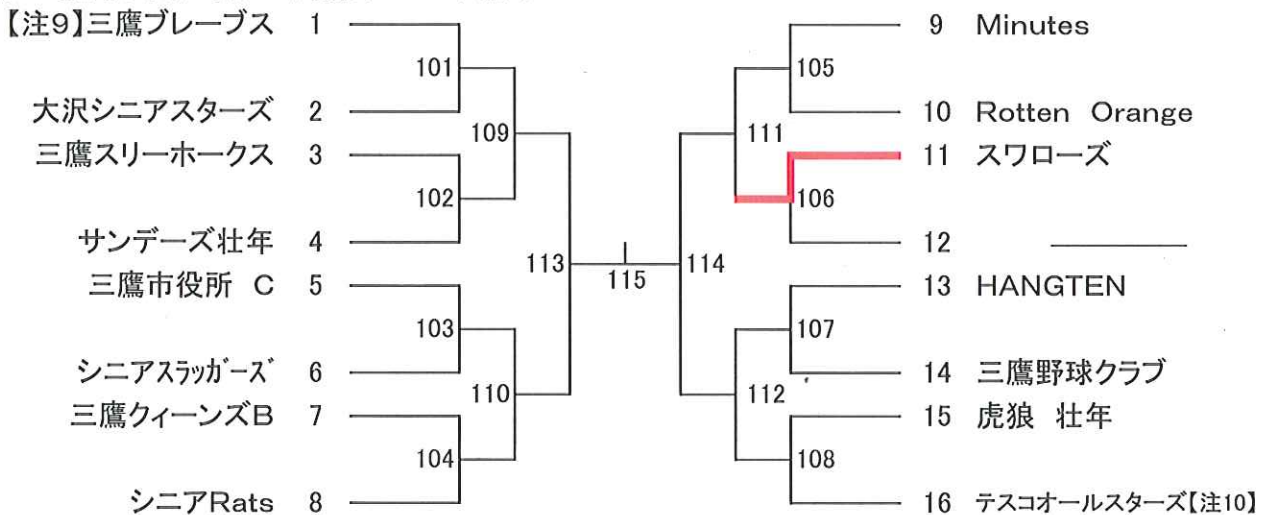 【注9】三鷹ブレーブス 1
101
大沢シニアスターズ 2
109
三鷹スリーホークス 3
102
サンデーズ壮年 4
113
三鷹市役所 C 5
103
シニアスラッガーズ 6
110
三鷹クィーンズB 7
104
シニアRats 8
115
9 Minutes
105
10 Rotten Orange
111
11 スワローズ
106
12
114
13 HANGTEN
107
14 三鷹野球クラブ
112
15 虎狼 壮年
108
16 テスコオールスターズ【注10】